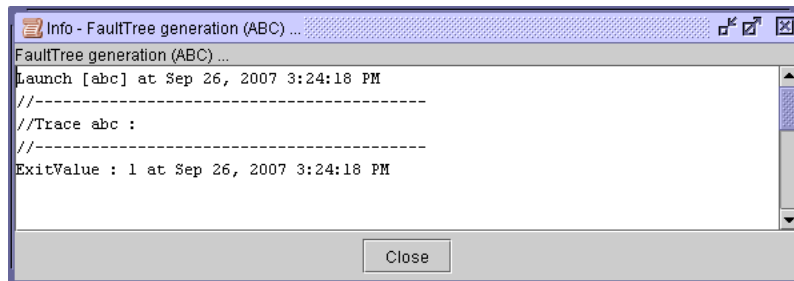 Info - FaultTree generation (ABC) ...
FaultTree generation (ABC) ...
Launch [abc] at Sep 26, 2007 3:24:18 PM
//------------------------------------------
//Trace abc :
//------------------------------------------
ExitValue : 1 at Sep 26, 2007 3:24:18 PM
Close